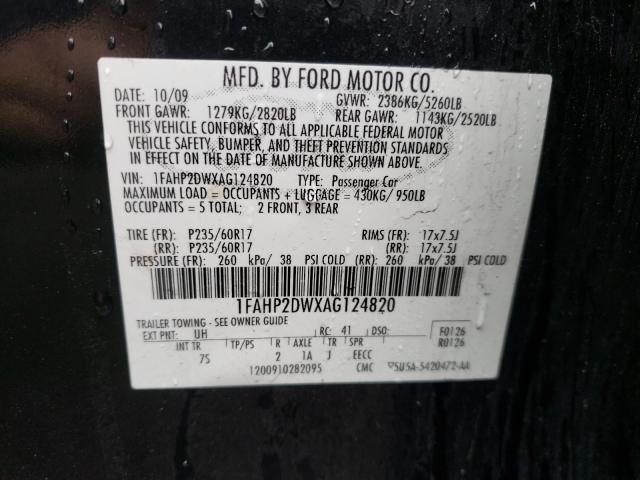 MFD. BY FORD MOTOR CO.
DATE: 10/09 GVWR: 2386KG/5260LB
FRONT GAWR: 1279KG/2820LB REAR GAWR: 1143KG/2520LB
THIS VEHICLE CONFORMS TO ALL APPLICABLE FEDERAL MOTOR
VEHICLE SAFETY, BUMPER, AND THEFT PREVENTION STANDARDS
IN EFFECT ON THE DATE OF MANUFACTURE SHOWN ABOVE.
VIN: 1FAHP2DWXAG124820 TYPE: Passenger Car
MAXIMUM LOAD = OCCUPANTS + LUGGAGE = 430KG/ 950LB
OCCUPANTS = 5 TOTAL; 2 FRONT, 3 REAR
TIRE (FR): P235/60R17 RIMS (FR): 17x7.5J
(RR): P235/60R17 (RR): 17x7.5J
PRESSURE (FR): 260 kPa/ 38 PSI COLD (RR): 260 kPa/ 38 PSI COLD
1FAHP2DWXAG124820
TRAILER TOWING - SEE OWNER GUIDE
EXT PNT: UH RC: 41 DSO: F0126
R0126
INT TR TP/PS R AXLE TR SPR
75 2 1A J EECC
1200910282095 CMC ▽5U5A-5420472-AA